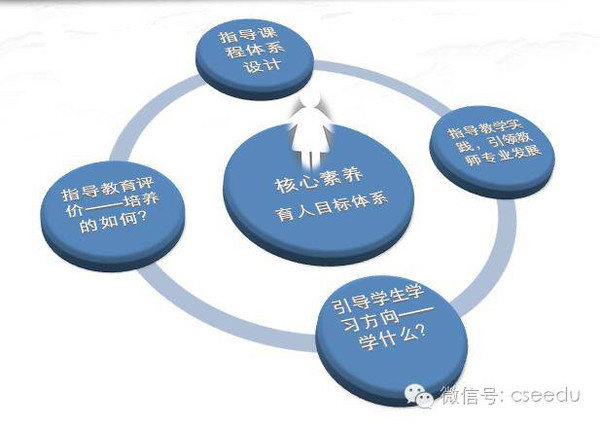 指导课
程体系
设计
指导教学实
践，引领教
师专业发展
核心素养
育人目标体系
指导教育评
价——培养
的如何?
引导学生学
习方向——
学什么?
微信号: cseedu